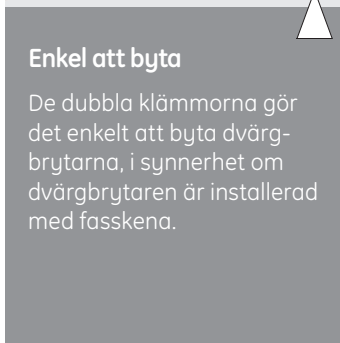 Enkel att byta
De dubbla klämmorna gör
det enkelt att byta dvärg-
brytarna, i synnerhet om
dvärgbrytaren är installerad
med fasskena.